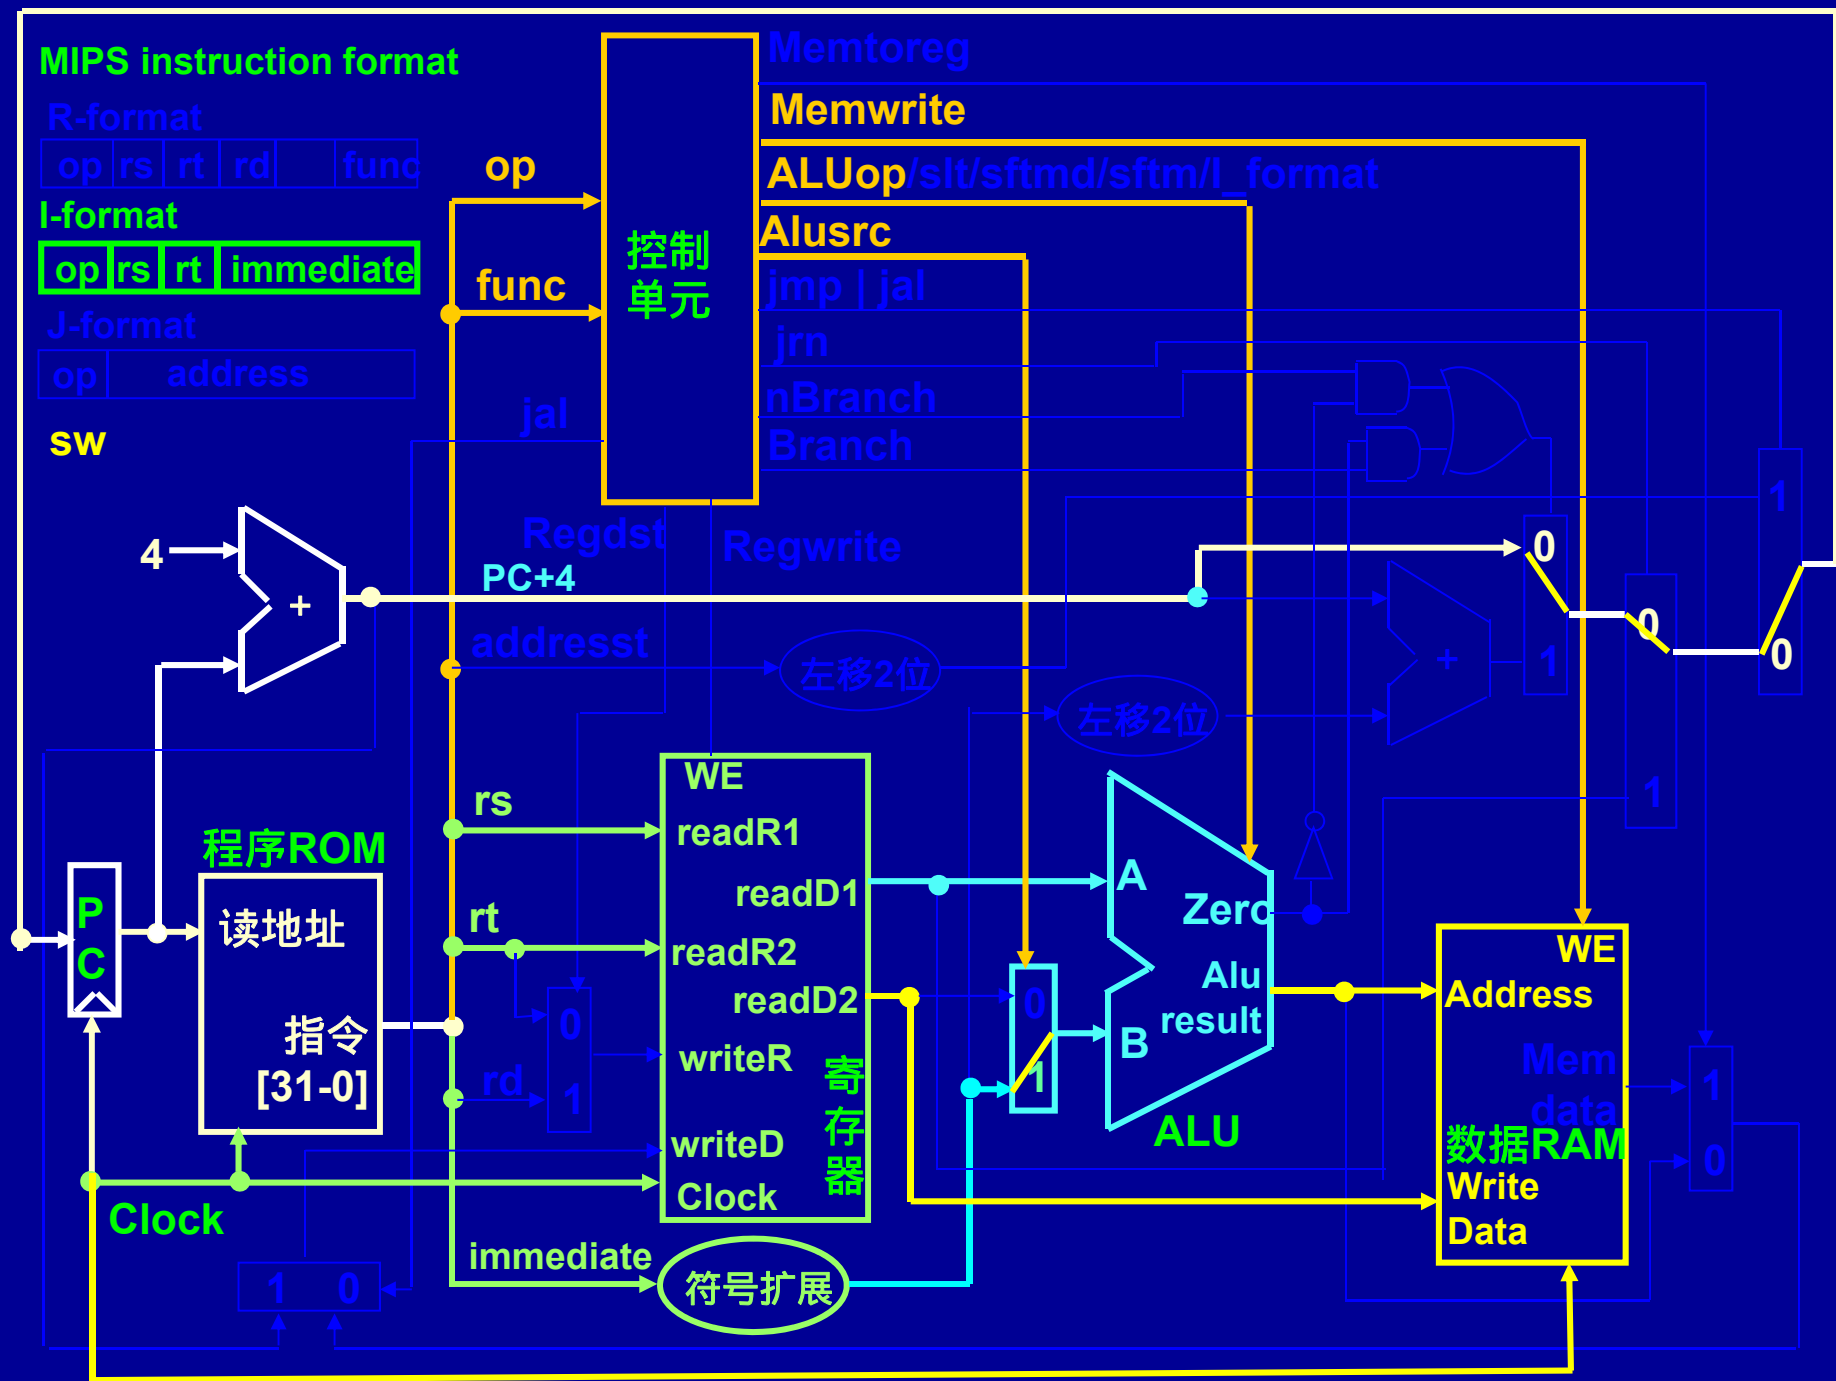 MIPS instruction format
R-format
op rs rt rd func
I-format
op rs rt immediate
J-format
op address
sw
op
func
控制
单元
Memtoreg
Memwrite
ALUop/slt/sftmd/sftm/I_format
Alusrc
jmp | jal
jrn
nBranch
Branch
jal
Regdst
Regwrite
4
+
PC+4
addresst
左移2位
左移2位
+
0
1
0
1
1
0
程序ROM
P
C
读地址
指令
[31-0]
Clock
rs
rt
rd
0
1
immediate
符号扩展
WE
readR1
readD1
readR2
readD2
writeR
writeD
Clock
寄
存
器
0
1
A
B
Zero
Alu
result
ALU
WE
Address
Mem
data
数据RAM
Write
Data
1
0
1 0